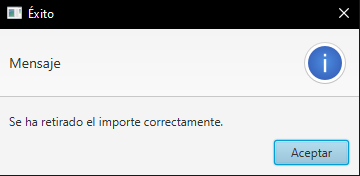 Éxito
Mensaje
Se ha retirado el importe correctamente.
Aceptar